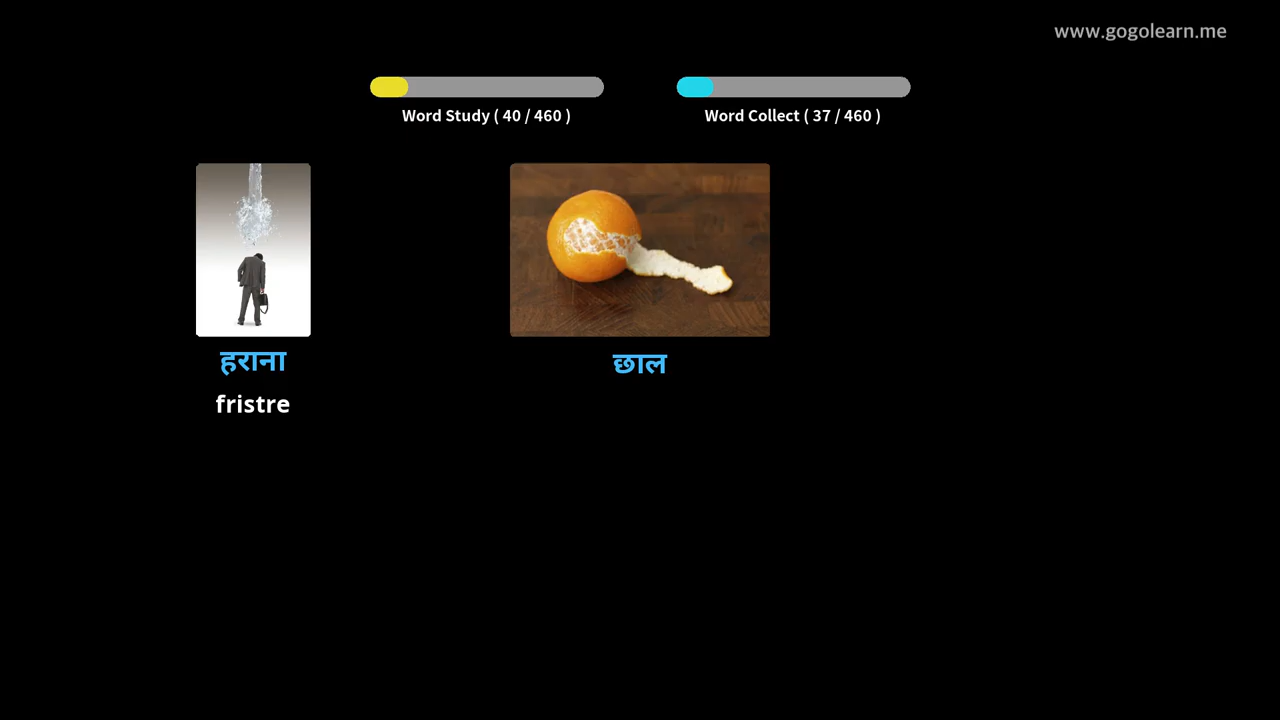 www.gogolearn.me
Word Study ( 40 / 460 )
Word Collect ( 37 / 460 )
हराना
fristre
छाल